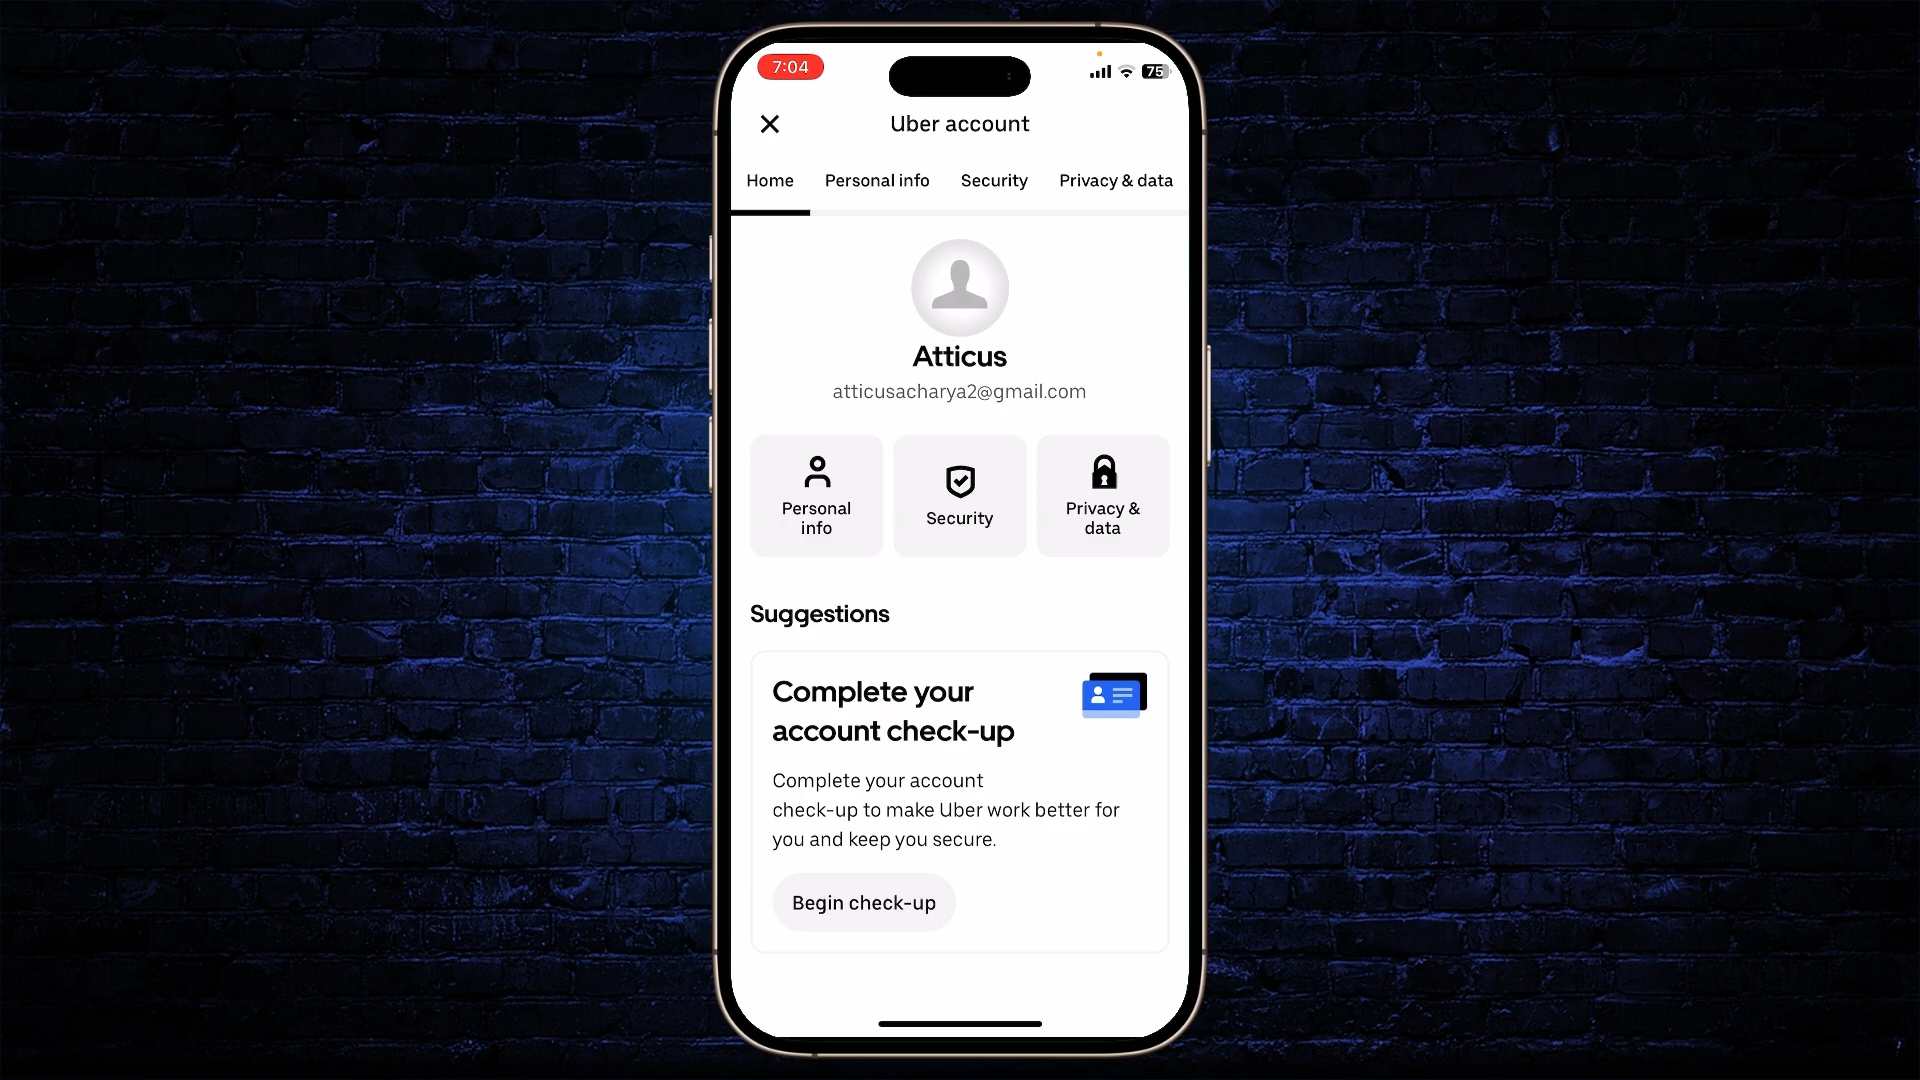 7:04
75
Uber account
Home Personal info Security Privacy & data
Atticus
atticusacharya2@gmail.com
Personal
info
Security
Privacy &
data
Suggestions
Complete your
account check-up
Complete your account
check-up to make Uber work better for
you and keep you secure.
Begin check-up